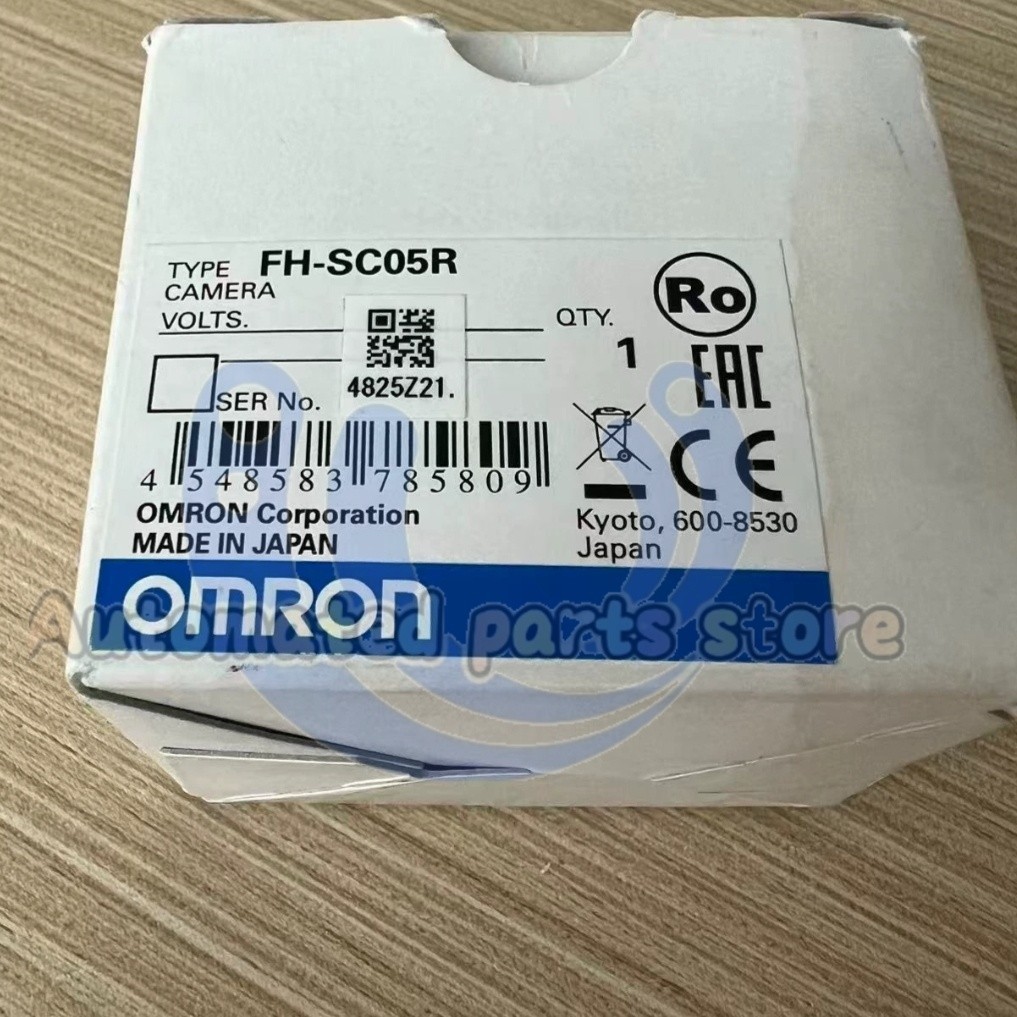 TYPE FH-SC05R
CAMERA
VOLTS.
QTY.
1
Ro
EAC
4825Z21.
SER No.
4 548583 785809
CE
OMRON Corporation
MADE IN JAPAN
Kyoto, 600-8530
Japan
OMRON
Automated parts store